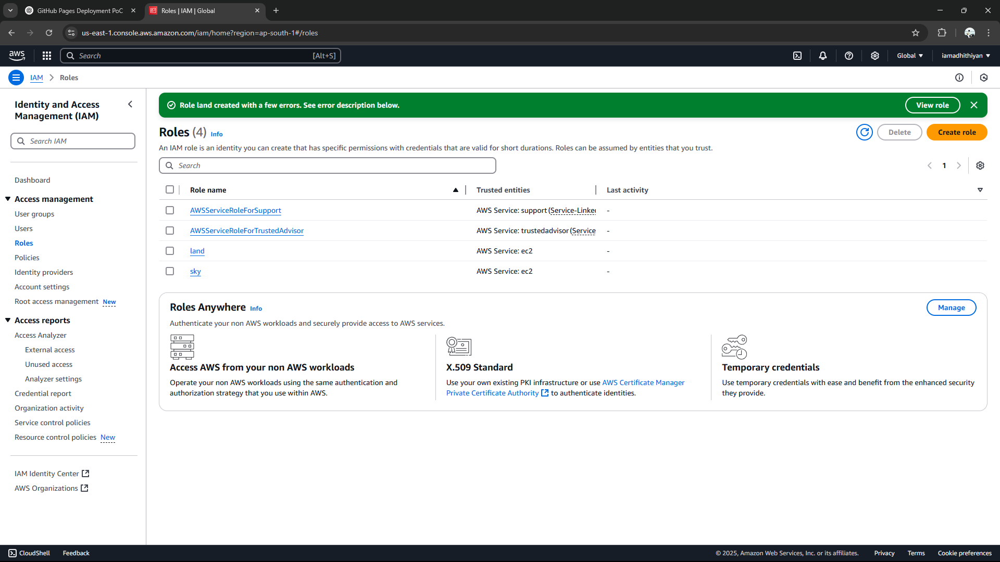 GitHub Pages Deployment PoC
Roles | IAM | Global
us-east-1.console.aws.amazon.com/iam/home?region=ap-south-1#/roles
aws
Search
[Alt+S]
Global
iamadhithiyan
IAM
Roles
Identity and Access
Management (IAM)
Search IAM
Dashboard
Access management
User groups
Users
Roles
Policies
Identity providers
Account settings
Root access management New
Access reports
Access Analyzer
External access
Unused access
Analyzer settings
Credential report
Organization activity
Service control policies
Resource control policies New
IAM Identity Center
AWS Organizations
Role land created with a few errors. See error description below.
View role
Roles (4) Info
Delete
Create role
An IAM role is an identity you can create that has specific permissions with credentials that are valid for short durations. Roles can be assumed by entities that you trust.
Search
1
Role name
Trusted entities
Last activity
AWSServiceRoleForSupport
AWS Service: support (Service-Linked
-
AWSServiceRoleForTrustedAdvisor
AWS Service: trustedadvisor (Service
-
land
AWS Service: ec2
-
sky
AWS Service: ec2
-
Roles Anywhere Info
Manage
Authenticate your non AWS workloads and securely provide access to AWS services.
Access AWS from your non AWS workloads
Operate your non AWS workloads using the same authentication and
authorization strategy that you use within AWS.
X.509 Standard
Use your own existing PKI infrastructure or use AWS Certificate Manager
Private Certificate Authority to authenticate identities.
Temporary credentials
Use temporary credentials with ease and benefit from the enhanced security
they provide.
CloudShell
Feedback
© 2025, Amazon Web Services, Inc. or its affiliates.
Privacy
Terms
Cookie preferences